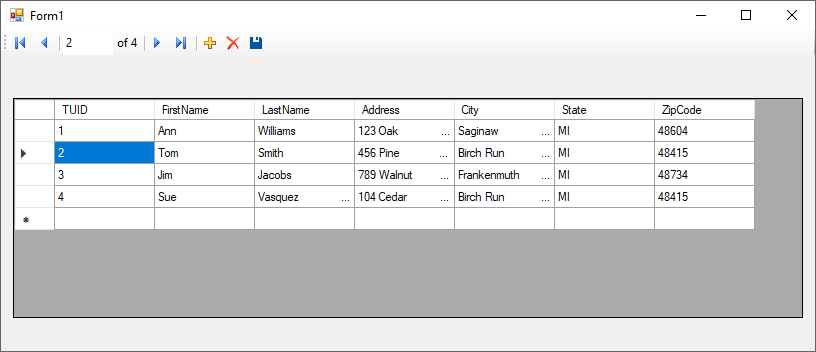 Form1
2 of 4
TUID FirstName LastName Address City State ZipCode
1 Ann Williams 123 Oak ... Saginaw ... MI 48604
2 Tom Smith 456 Pine ... Birch Run ... MI 48415
3 Jim Jacobs 789 Walnut ... Frankenmuth ... MI 48734
4 Sue Vasquez ... 104 Cedar ... Birch Run ... MI 48415